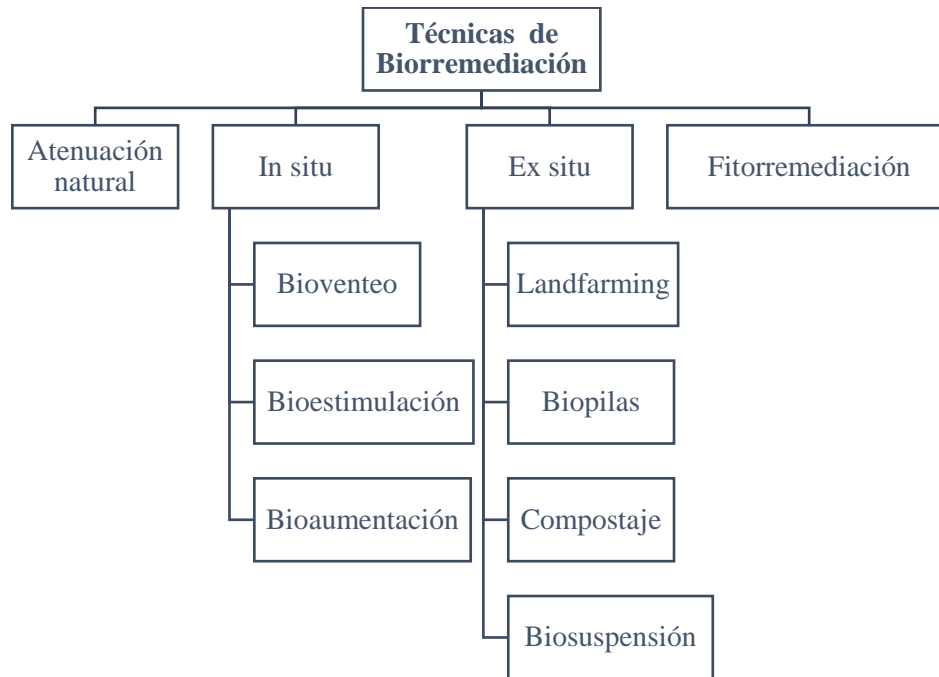 Técnicas de
Biorremediación
Atenuación
natural
In situ
Bioventeo
Bioestimulación
Bioaumentación
Ex situ
Landfarming
Biopilas
Compostaje
Biosuspensión
Fitorremediación